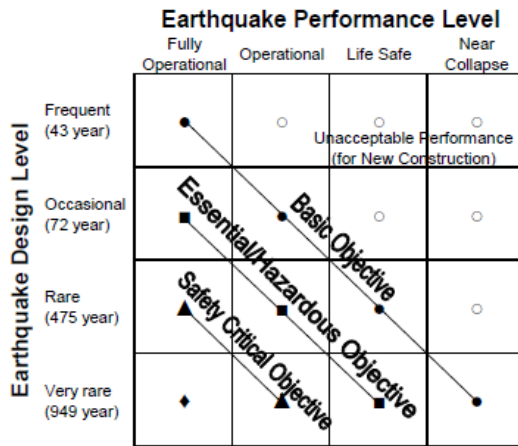 Earthquake Performance Level
Fully
Operational
Operational
Life Safe
Near
Collapse
Earthquake Design Level
Frequent
(43 year)
Unacceptable Performance
(for New Construction)
Occasional
(72 year)
Basic Objective
Essential/Hazardous Objective
Rare
(475 year)
Safety Critical Objective
Very rare
(949 year)